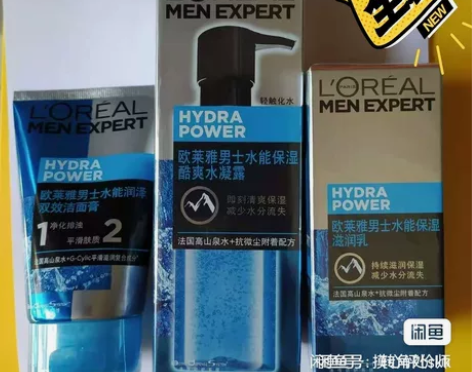 NEW
L'ORÉAL
MEN EXPERT
HYDRA
POWER
欧莱雅男士水能润泽
双效洁面膏
1 净化排浊
平滑肤质 2
MEN EXPERT
轻触化水
HYDRA
POWER
欧莱雅男士水能保湿
酷爽水凝露
即刻清爽保湿
减少水分流失
法国高山泉水+抗微尘附着配方
L'ORÉAL
MEN EXPERT
HYDRA
POWER
欧莱雅男士水能保湿
滋润乳
持续滋润保湿
减少水分流失
法国高山泉水+抗微尘附着配方
闲鱼